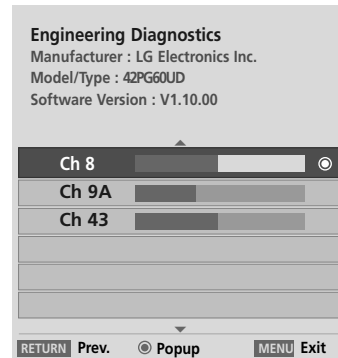 Engineering Diagnostics
Manufacturer : LG Electronics Inc.
Model/Type : 42PG60UD
Software Version : V1.10.00
Ch 8
Ch 9A
Ch 43
RETURN Prev. Popup MENU Exit